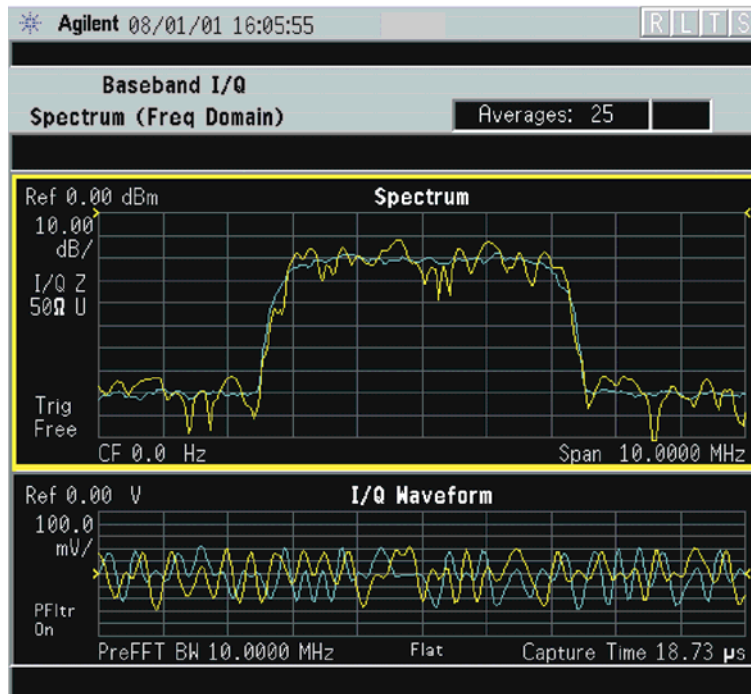 Agilent 08/01/01 16:05:55
R L T S
Baseband I/Q
Spectrum (Freq Domain)
Averages: 25
Ref 0.00 dBm
Spectrum
10.00
dB/
I/Q Z
50Ω U
Trig
Free
CF 0.0 Hz
Span 10.0000 MHz
Ref 0.00 V
I/Q Waveform
100.0
mV/
PFltr
On
PreFFT BW 10.0000 MHz
Flat
Capture Time 18.73 μs